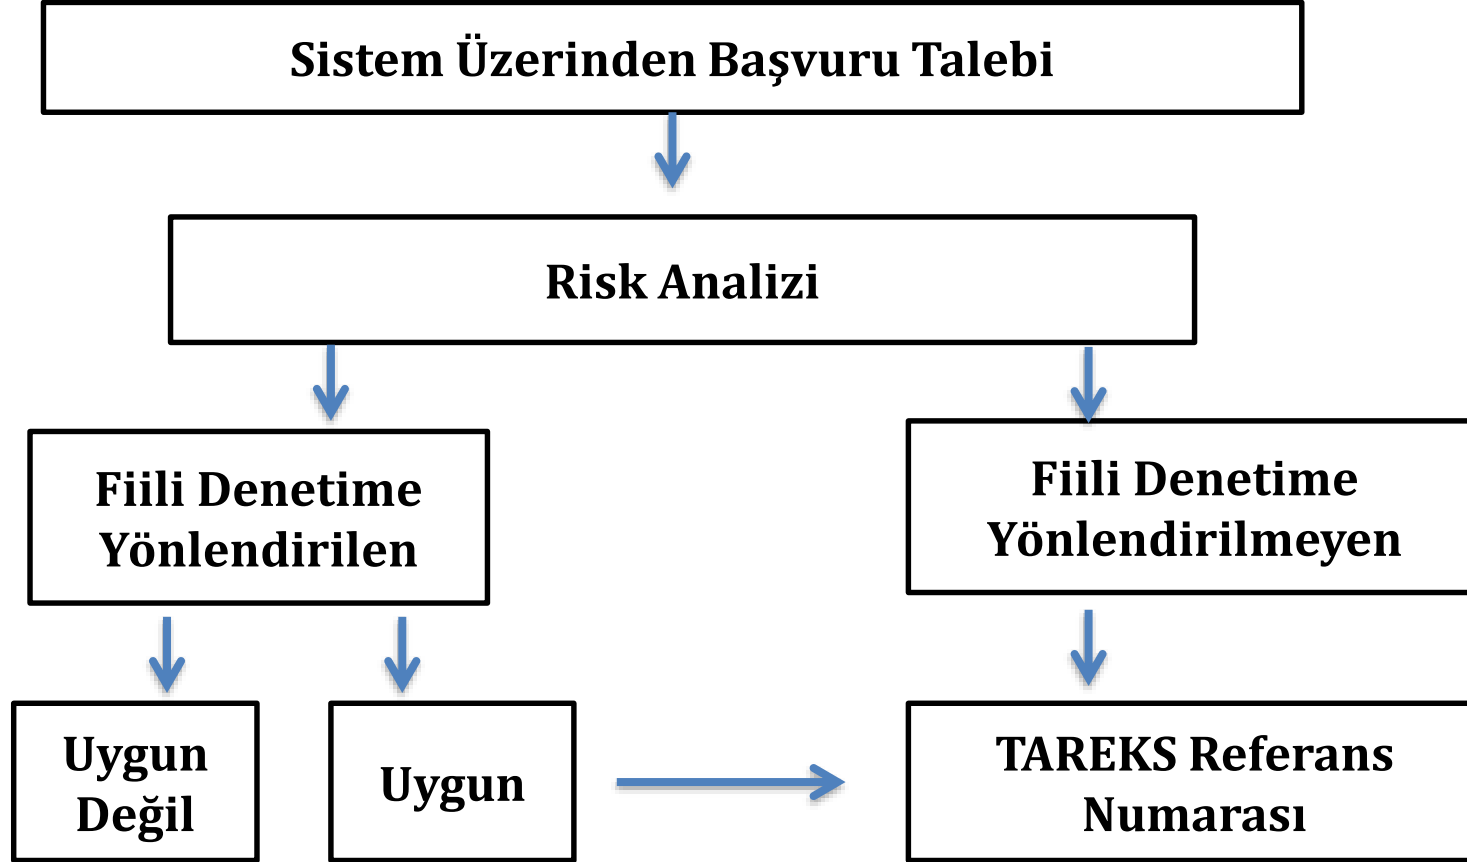 Sistem Üzerinden Başvuru Talebi
Risk Analizi
Fiili Denetime
Yönlendirilen
Fiili Denetime
Yönlendirilmeyen
Uygun
Değil
Uygun
TAREKS Referans
Numarası